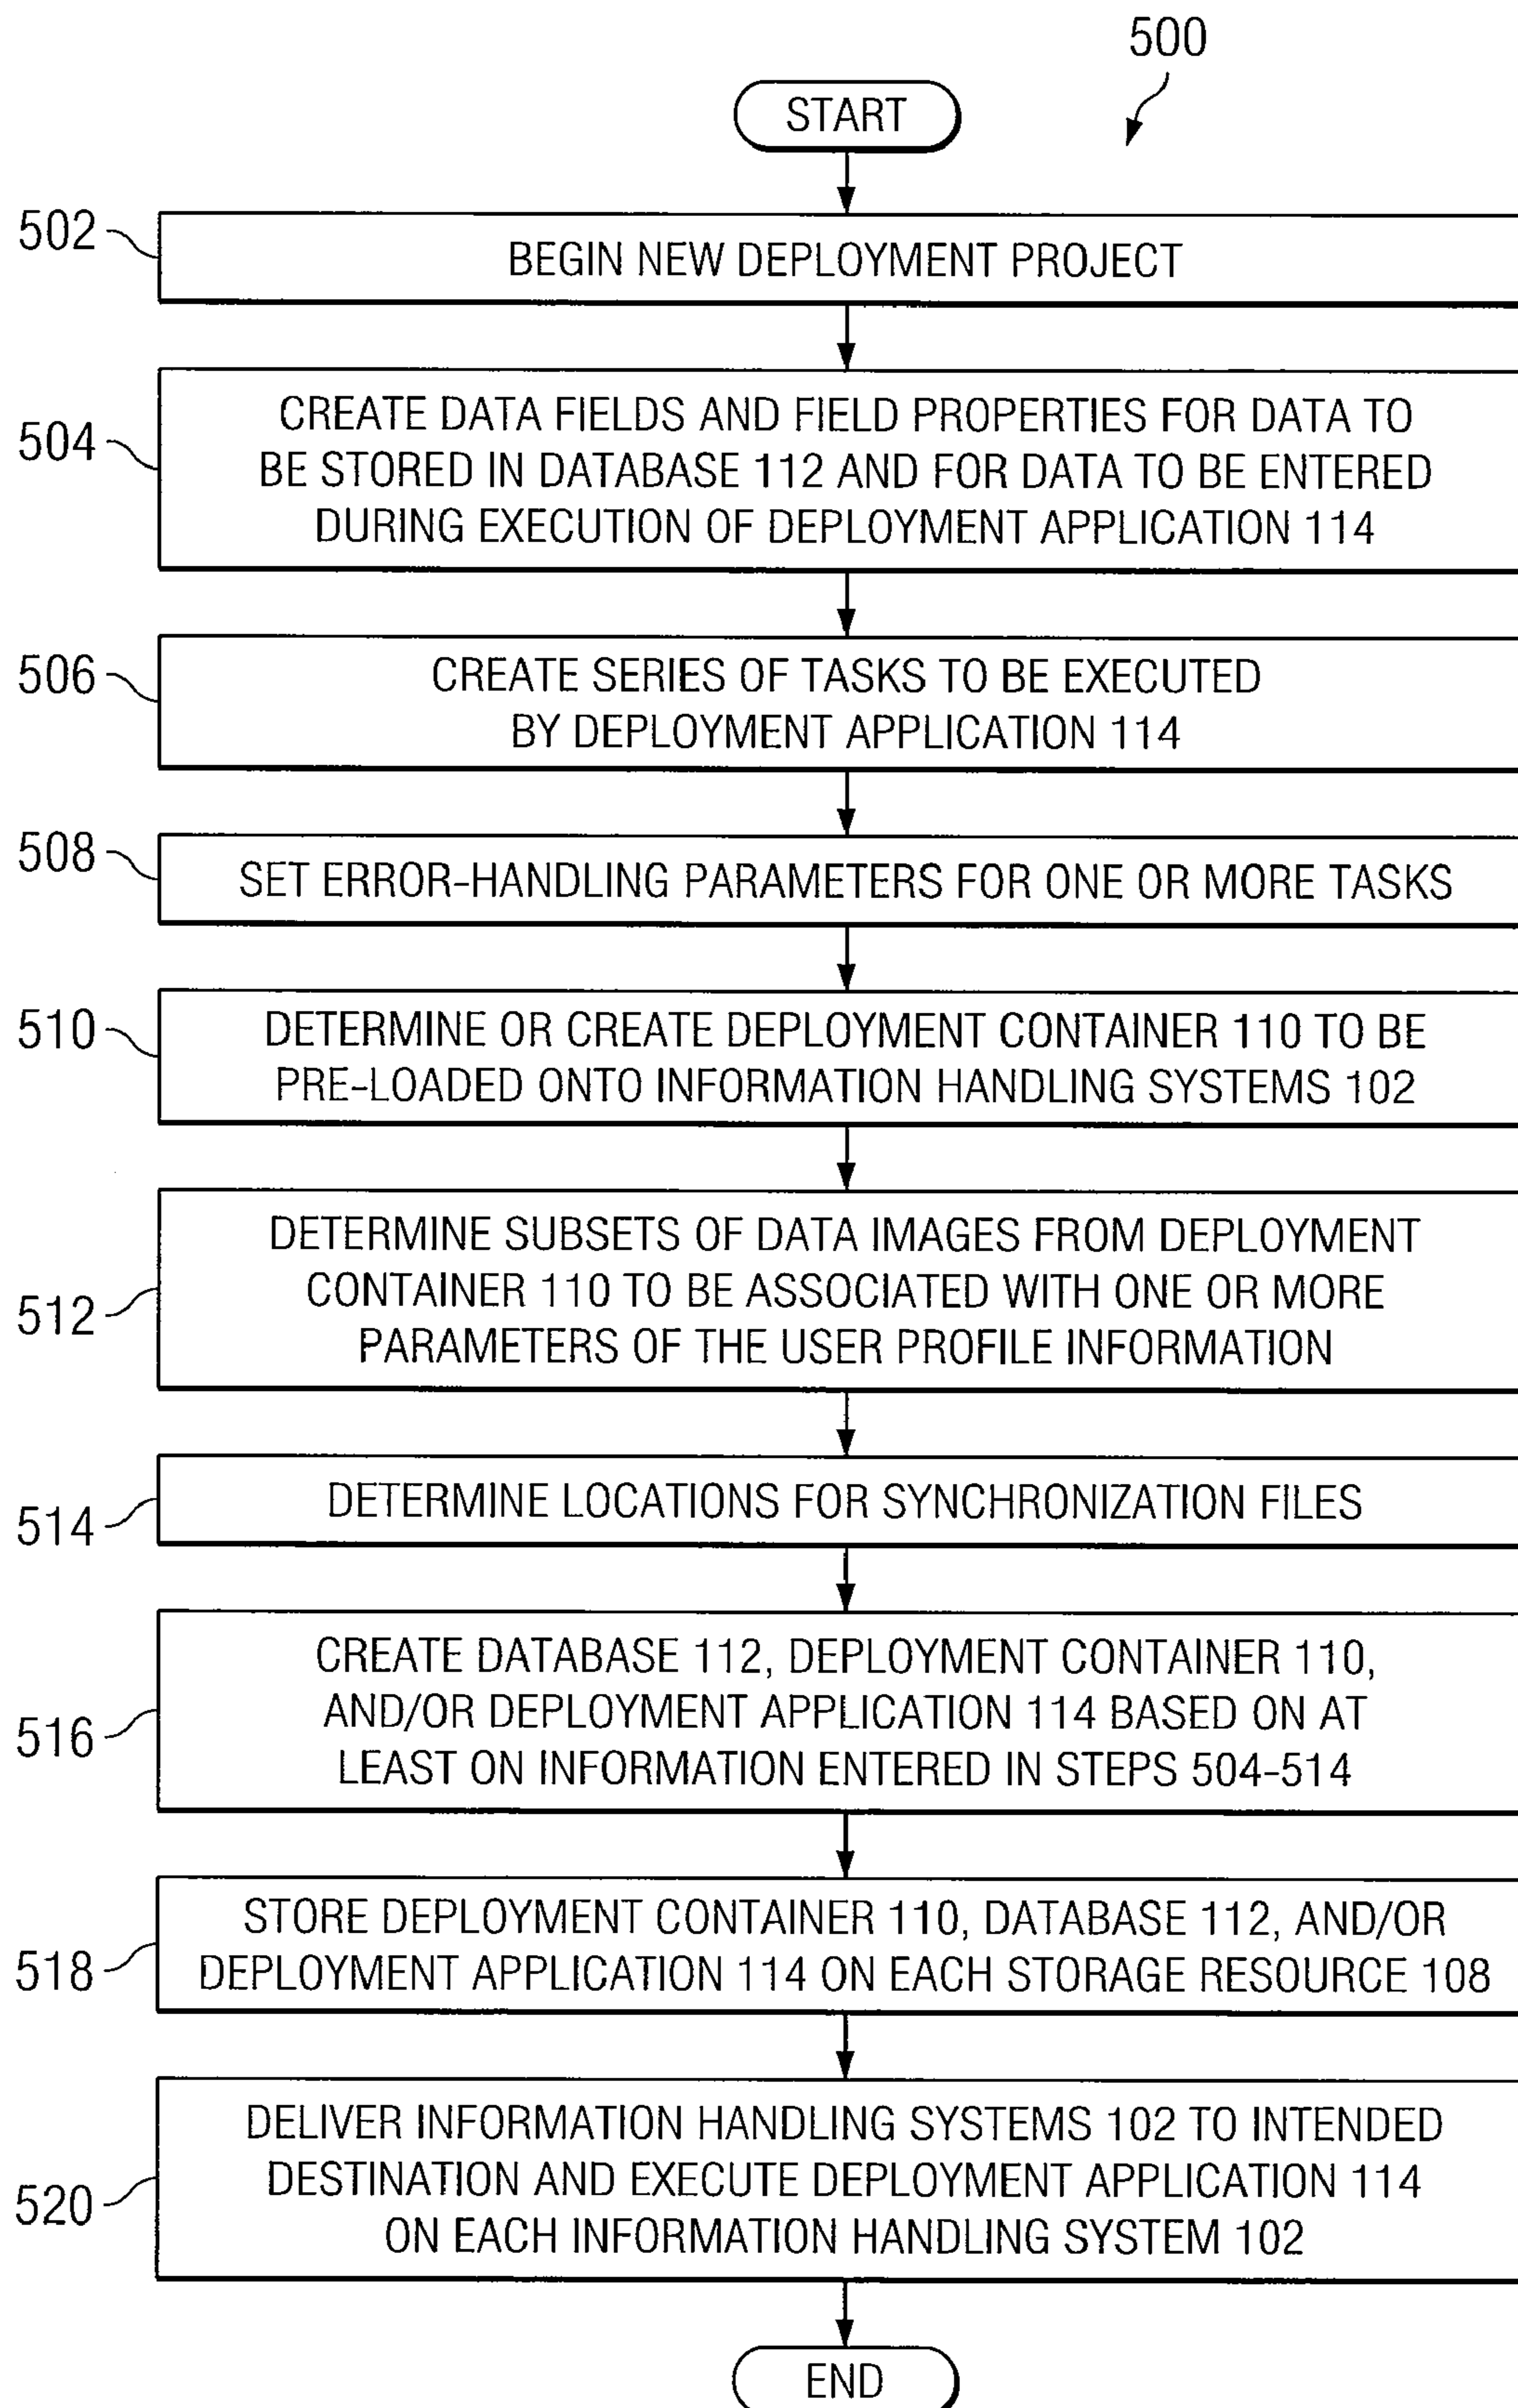 500
START
502
BEGIN NEW DEPLOYMENT PROJECT
504
CREATE DATA FIELDS AND FIELD PROPERTIES FOR DATA TO
BE STORED IN DATABASE 112 AND FOR DATA TO BE ENTERED
DURING EXECUTION OF DEPLOYMENT APPLICATION 114
506
CREATE SERIES OF TASKS TO BE EXECUTED
BY DEPLOYMENT APPLICATION 114
508
SET ERROR-HANDLING PARAMETERS FOR ONE OR MORE TASKS
510
DETERMINE OR CREATE DEPLOYMENT CONTAINER 110 TO BE
PRE-LOADED ONTO INFORMATION HANDLING SYSTEMS 102
512
DETERMINE SUBSETS OF DATA IMAGES FROM DEPLOYMENT
CONTAINER 110 TO BE ASSOCIATED WITH ONE OR MORE
PARAMETERS OF THE USER PROFILE INFORMATION
514
DETERMINE LOCATIONS FOR SYNCHRONIZATION FILES
516
CREATE DATABASE 112, DEPLOYMENT CONTAINER 110,
AND/OR DEPLOYMENT APPLICATION 114 BASED ON AT
LEAST ON INFORMATION ENTERED IN STEPS 504-514
518
STORE DEPLOYMENT CONTAINER 110, DATABASE 112, AND/OR
DEPLOYMENT APPLICATION 114 ON EACH STORAGE RESOURCE 108
520
DELIVER INFORMATION HANDLING SYSTEMS 102 TO INTENDED
DESTINATION AND EXECUTE DEPLOYMENT APPLICATION 114
ON EACH INFORMATION HANDLING SYSTEM 102
END